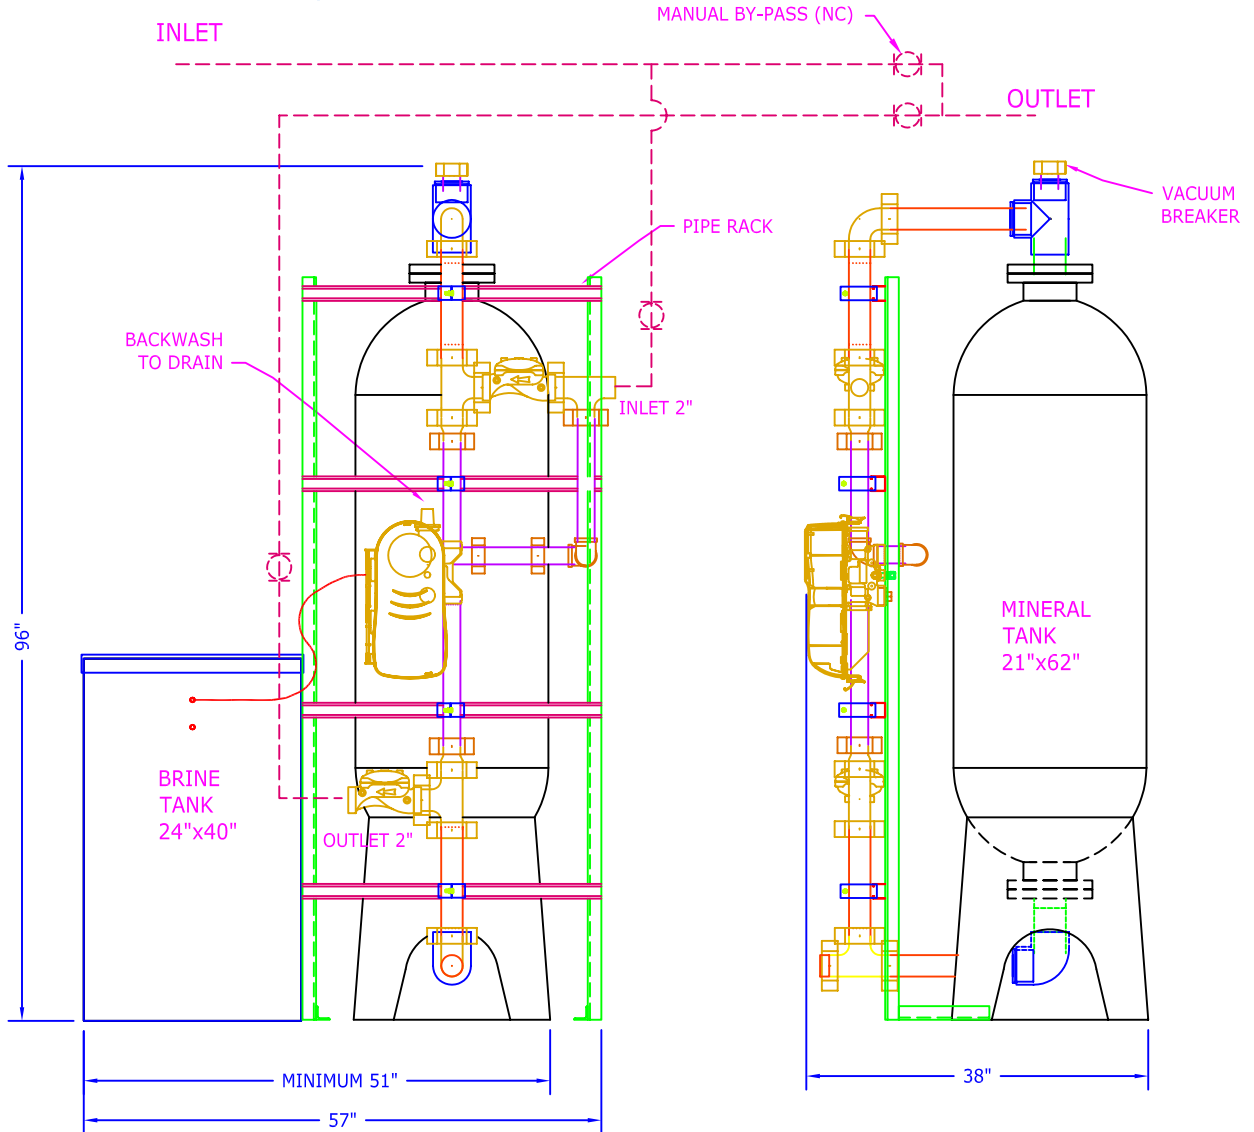 MANUAL BY-PASS (NC)
INLET
OUTLET
VACUUM
BREAKER
PIPE RACK
BACKWASH
TO DRAIN
INLET 2"
MINERAL
TANK
21"x62"
96"
BRINE
TANK
24"x40"
OUTLET 2"
MINIMUM 51"
38"
57"